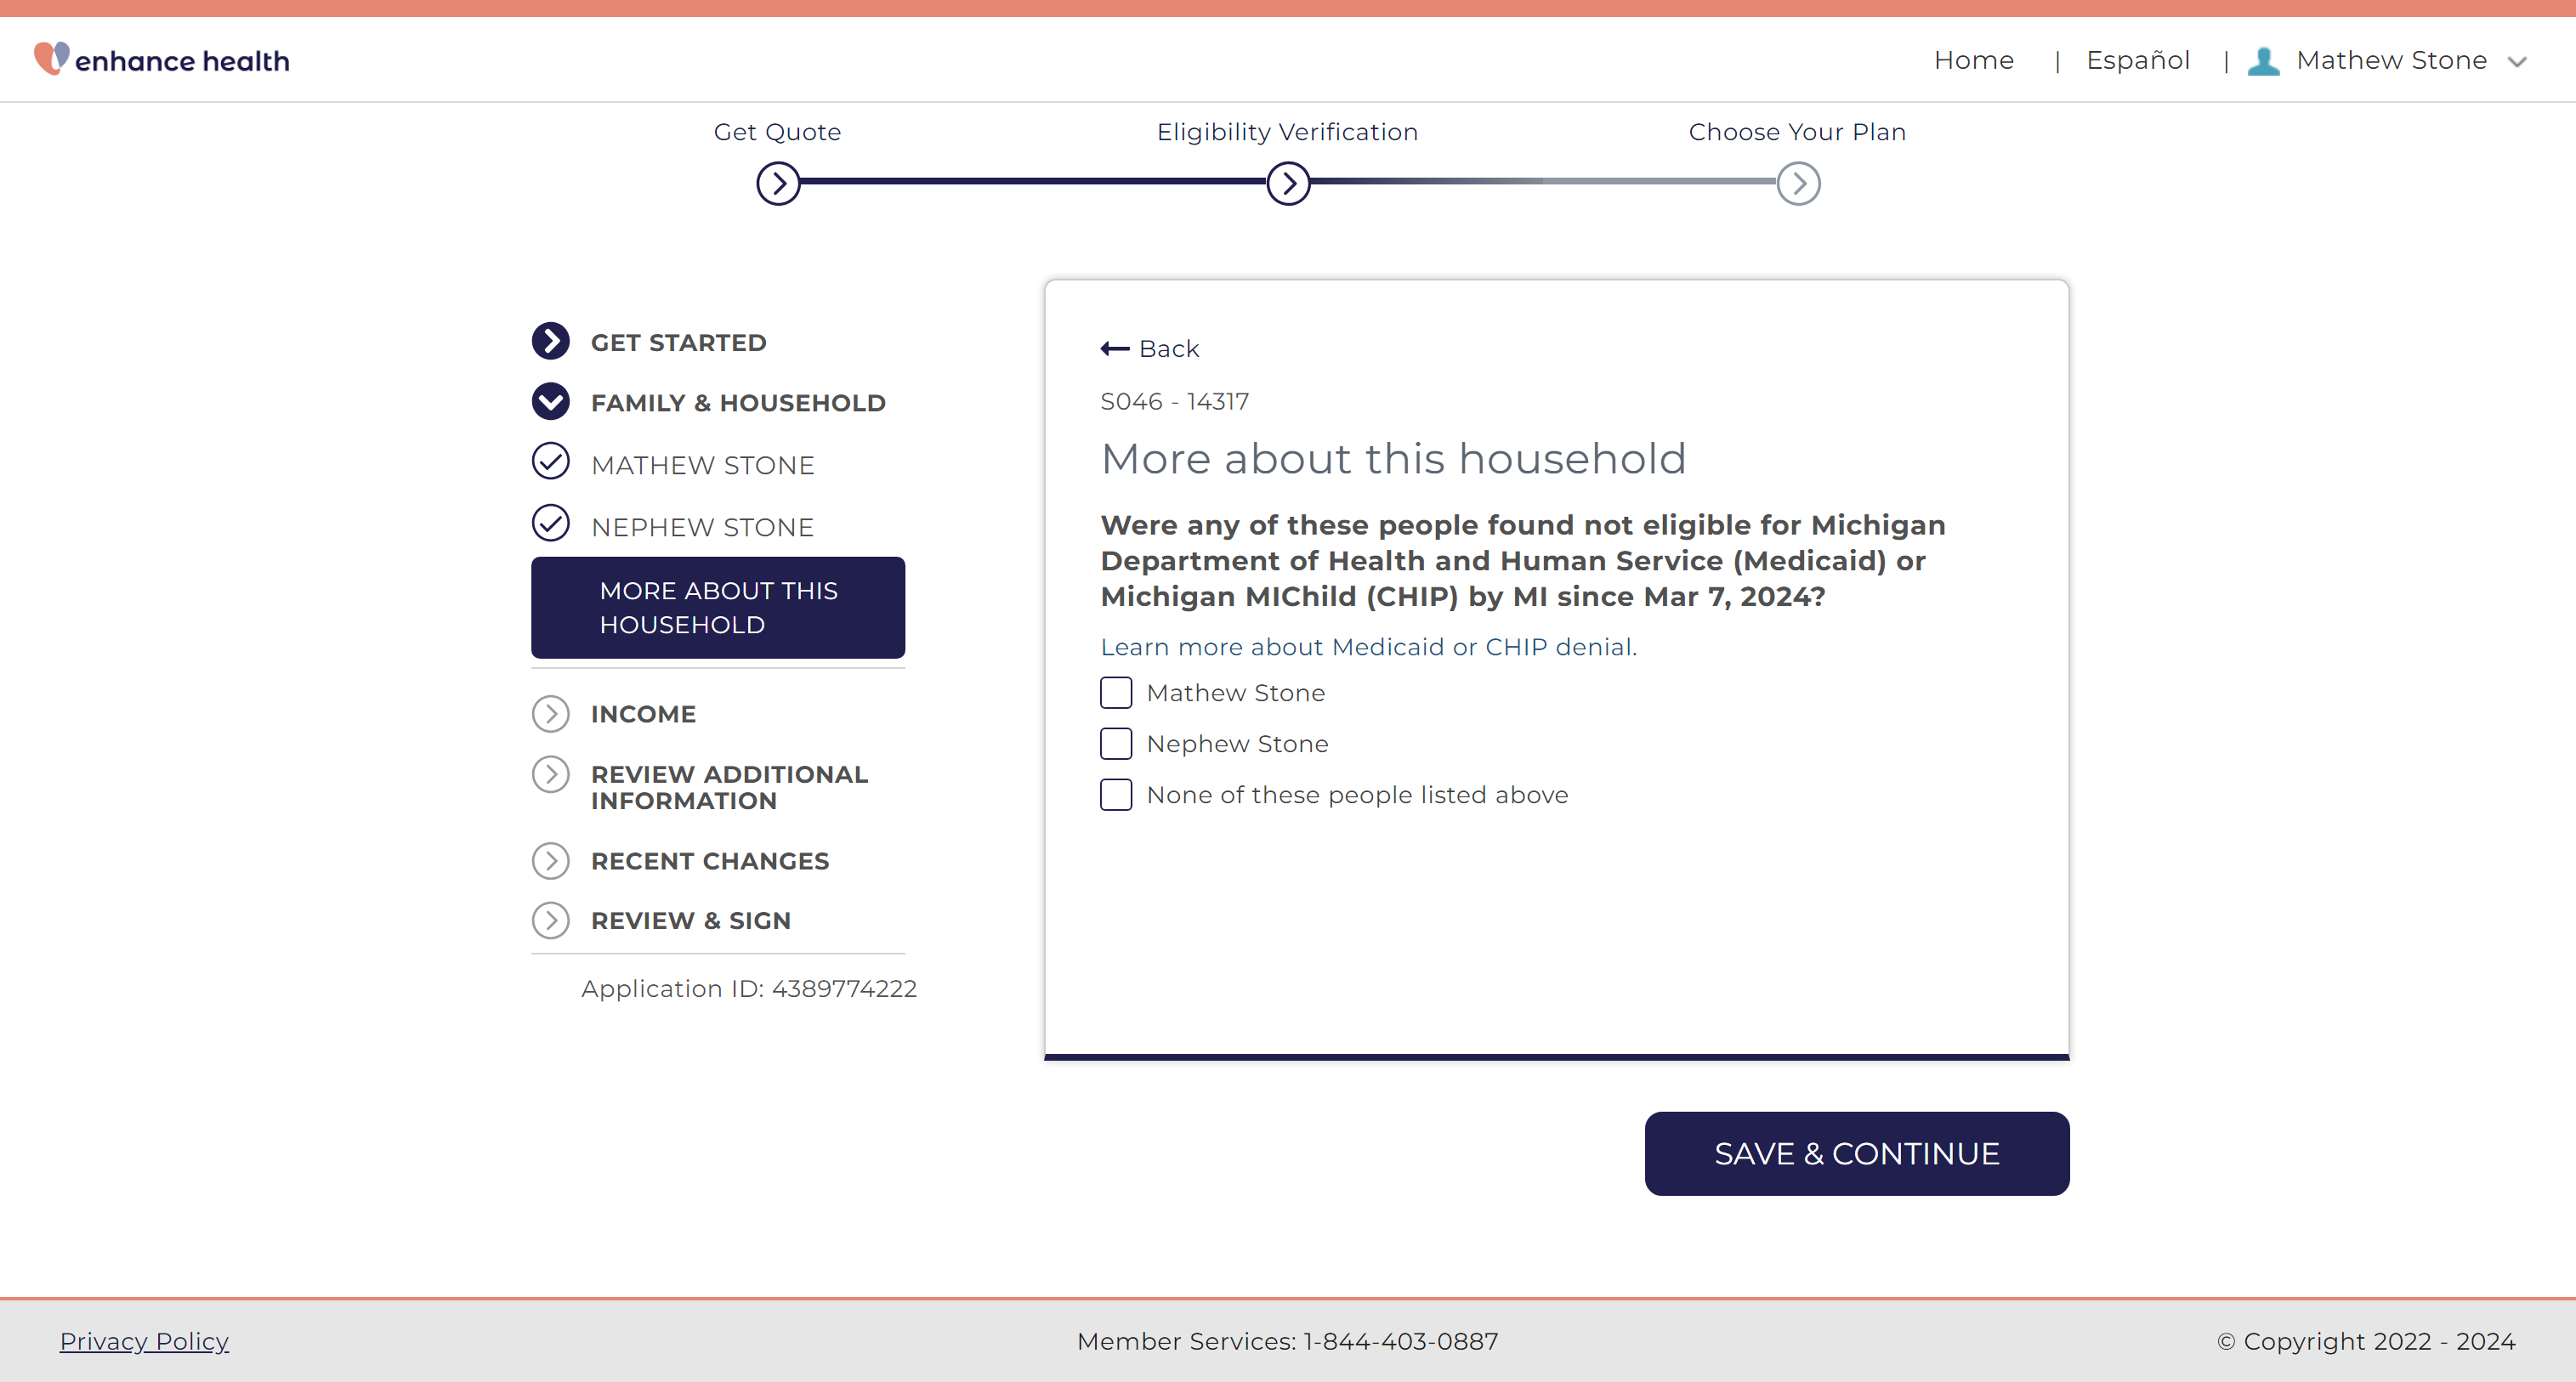 enhance health
Home | Español | Mathew Stone
Get Quote
Eligibility Verification
Choose Your Plan
GET STARTED
FAMILY & HOUSEHOLD
MATHEW STONE
NEPHEW STONE
MORE ABOUT THIS
HOUSEHOLD
INCOME
REVIEW ADDITIONAL
INFORMATION
RECENT CHANGES
REVIEW & SIGN
Application ID: 4389774222
Back
S046 - 14317
More about this household
Were any of these people found not eligible for Michigan
Department of Health and Human Service (Medicaid) or
Michigan MIChild (CHIP) by MI since Mar 7, 2024?
Learn more about Medicaid or CHIP denial.
Mathew Stone
Nephew Stone
None of these people listed above
SAVE & CONTINUE
Privacy Policy
Member Services: 1-844-403-0887
© Copyright 2022 - 2024